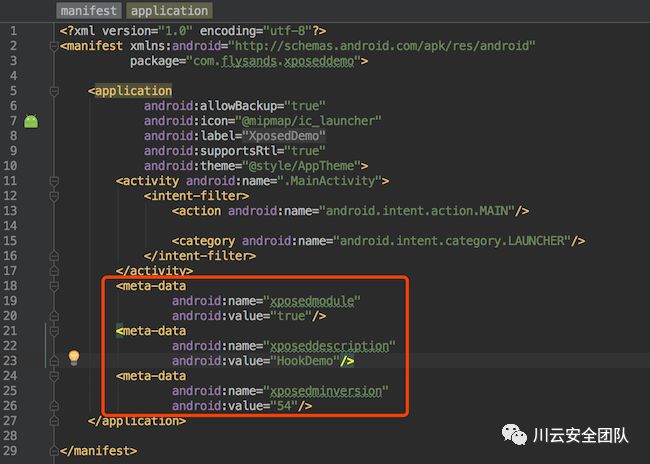 manifest application
1 <?xml version="1.0" encoding="utf-8"?>
2 <manifest xmlns:android="http://schemas.android.com/apk/res/android"
3 package="com.flysands.xposeddemo">
4
5 <application
6 android:allowBackup="true"
7 android:icon="@mipmap/ic_launcher"
8 android:label="XposedDemo"
9 android:supportsRtl="true"
10 android:theme="@style/AppTheme">
11 <activity android:name=".MainActivity">
12 <intent-filter>
13 <action android:name="android.intent.action.MAIN"/>
14
15 <category android:name="android.intent.category.LAUNCHER"/>
16 </intent-filter>
17 </activity>
18 <meta-data
19 android:name="xposedmodule"
20 android:value="true"/>
21 <meta-data
22 android:name="xposeddescription"
23 android:value="HookDemo"/>
24 <meta-data
25 android:name="xposedminversion"
26 android:value="54"/>
27 </application>
28
29 </manifest>
川云安全团队